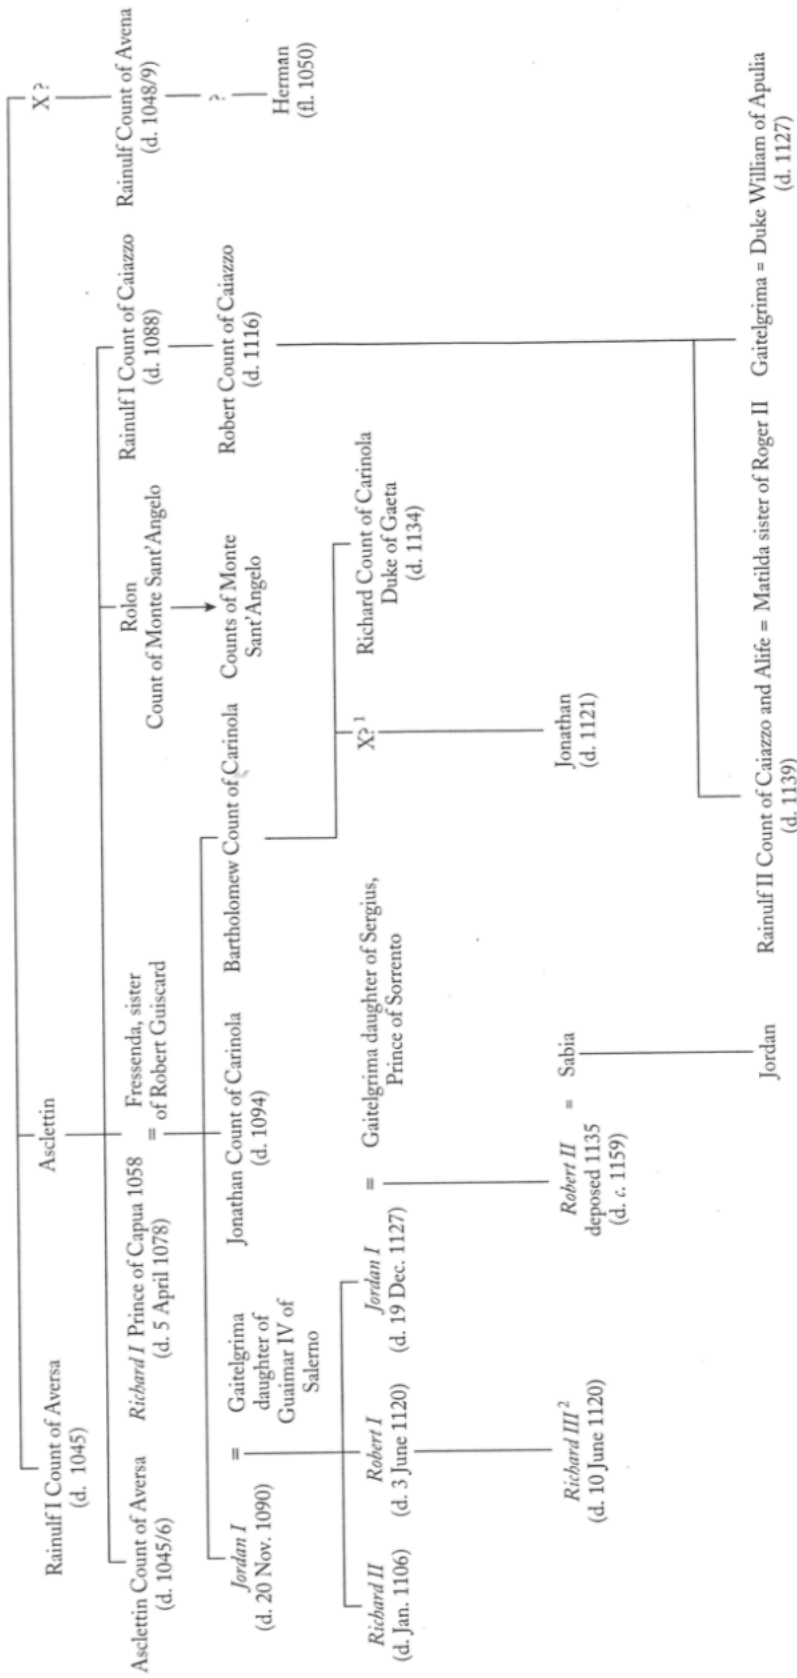 X ?
Rainulf I Count of Aversa
(d. 1045)
Asclettin
Rainulf Count of Avena
(d. 1048/9)
?
Herman
(fl. 1050)
Asclettin Count of Aversa
(d. 1045/6)
Richard I Prince of Capua 1058
(d. 5 April 1078)
=
Fressenda, sister
of Robert Guiscard
Rolon
Count of Monte Sant'Angelo
Rainulf I Count of Caiazzo
(d. 1088)
Jordan I
(d. 20 Nov. 1090)
=
Gaitelgrima
daughter of
Guaimar IV of
Salerno
Jonathan Count of Carinola
(d. 1094)
Bartholomew Count of Carinola
Counts of Monte
Sant'Angelo
Robert Count of Caiazzo
(d. 1116)
Richard II
(d. Jan. 1106)
Robert I
(d. 3 June 1120)
Jordan I
(d. 19 Dec. 1127)
=
Gaitelgrima daughter of Sergius,
Prince of Sorrento
X? 1
Richard Count of Carinola
Duke of Gaeta
(d. 1134)
Richard III 2
(d. 10 June 1120)
Robert II
deposed 1135
(d. c. 1159)
=
Sabia
Jonathan
(d. 1121)
Jordan
Rainulf II Count of Caiazzo and Alife = Matilda sister of Roger II
(d. 1139)
Gaitelgrima = Duke William of Apulia
(d. 1127)